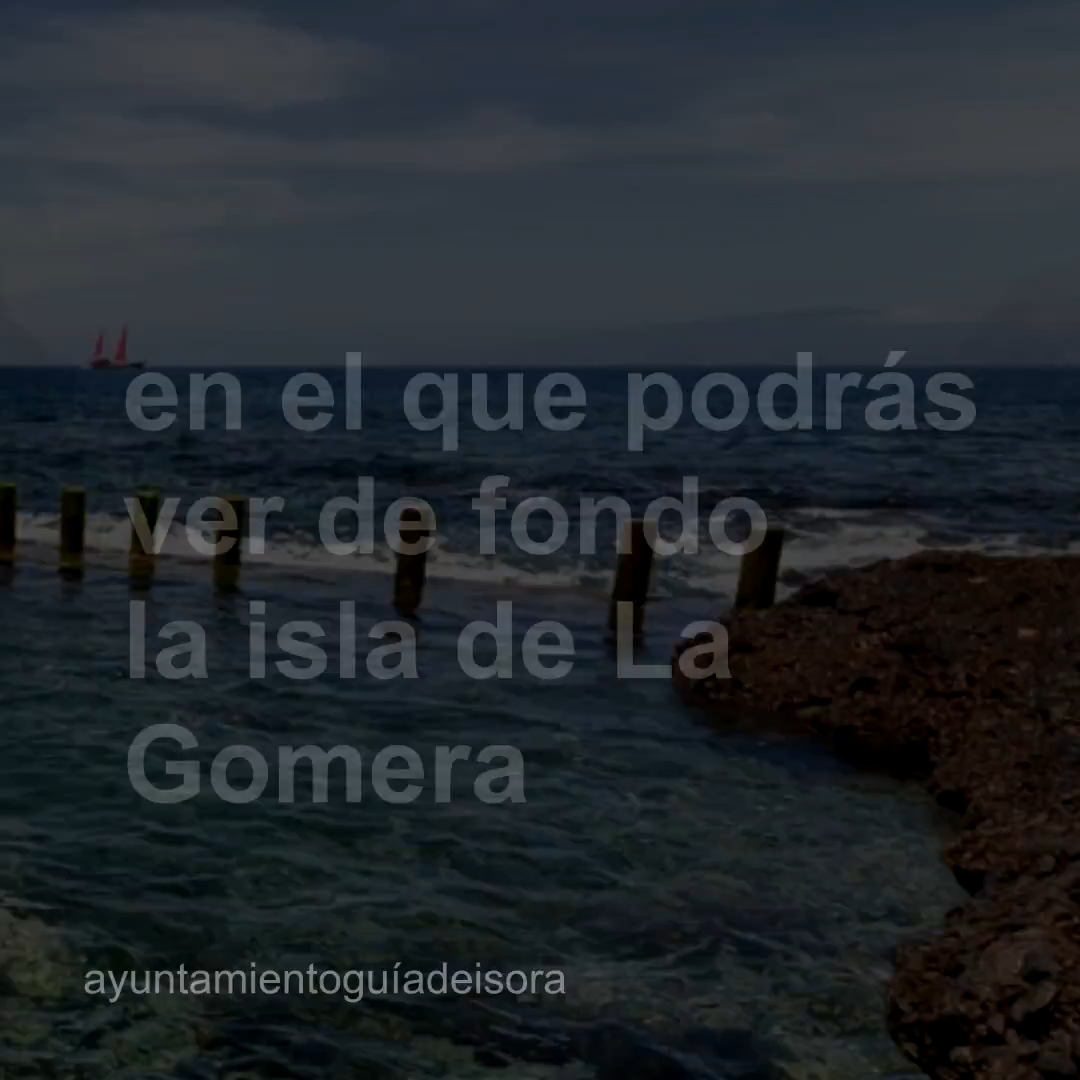 en el que podrás
ver de fondo
la isla de La
Gomera
ayuntamientoguíadeisora